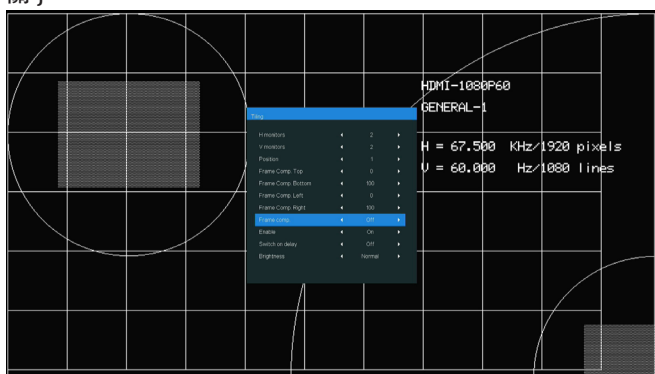 HDMI-1080P60
GENERAL-1
H = 67.500 KHz/1920 pixels
V = 60.000 Hz/1080 lines
Tiling
H monitors 2
V monitors 2
Position 1
Frame Comp. Top 0
Frame Comp. Bottom 100
Frame Comp. Left 0
Frame Comp. Right 100
Frame comp. Off
Enable On
Switch on delay Off
Brightness Normal